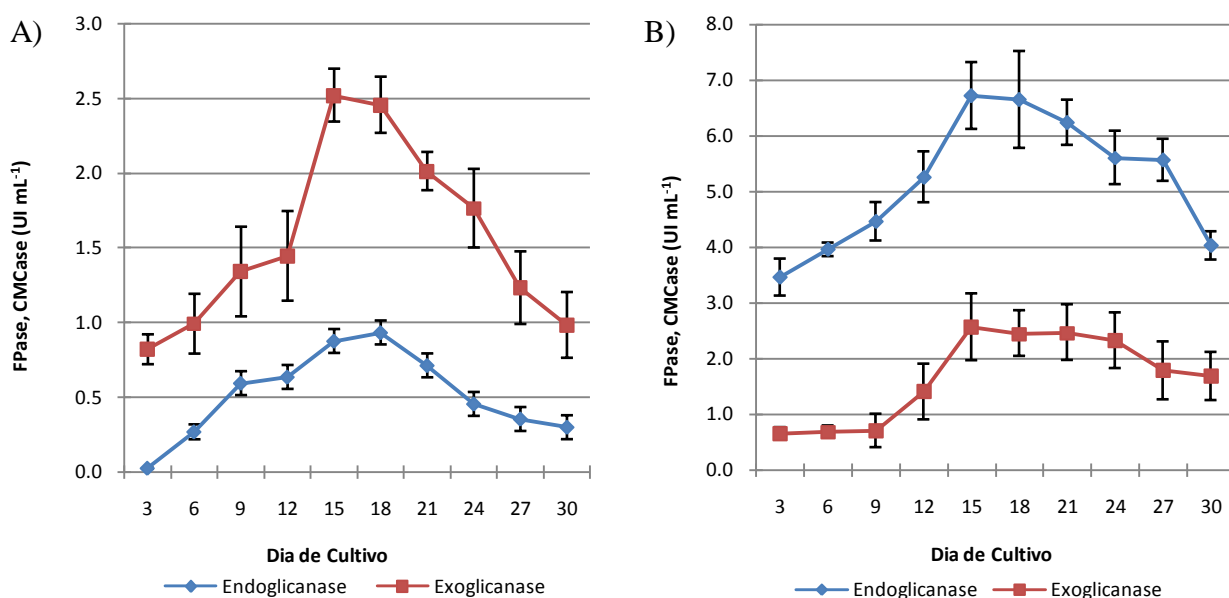 A)
3.0
2.5
2.0
1.5
1.0
0.5
0.0
FPase, CMCase (UI mL⁻¹)
3 6 9 12 15 18 21 24 27 30
Dia de Cultivo
Endoglicanase Exoglicanase
B)
8.0
7.0
6.0
5.0
4.0
3.0
2.0
1.0
0.0
FPase, CMCase (UI mL⁻¹)
3 6 9 12 15 18 21 24 27 30
Dia de Cultivo
Endoglicanase Exoglicanase